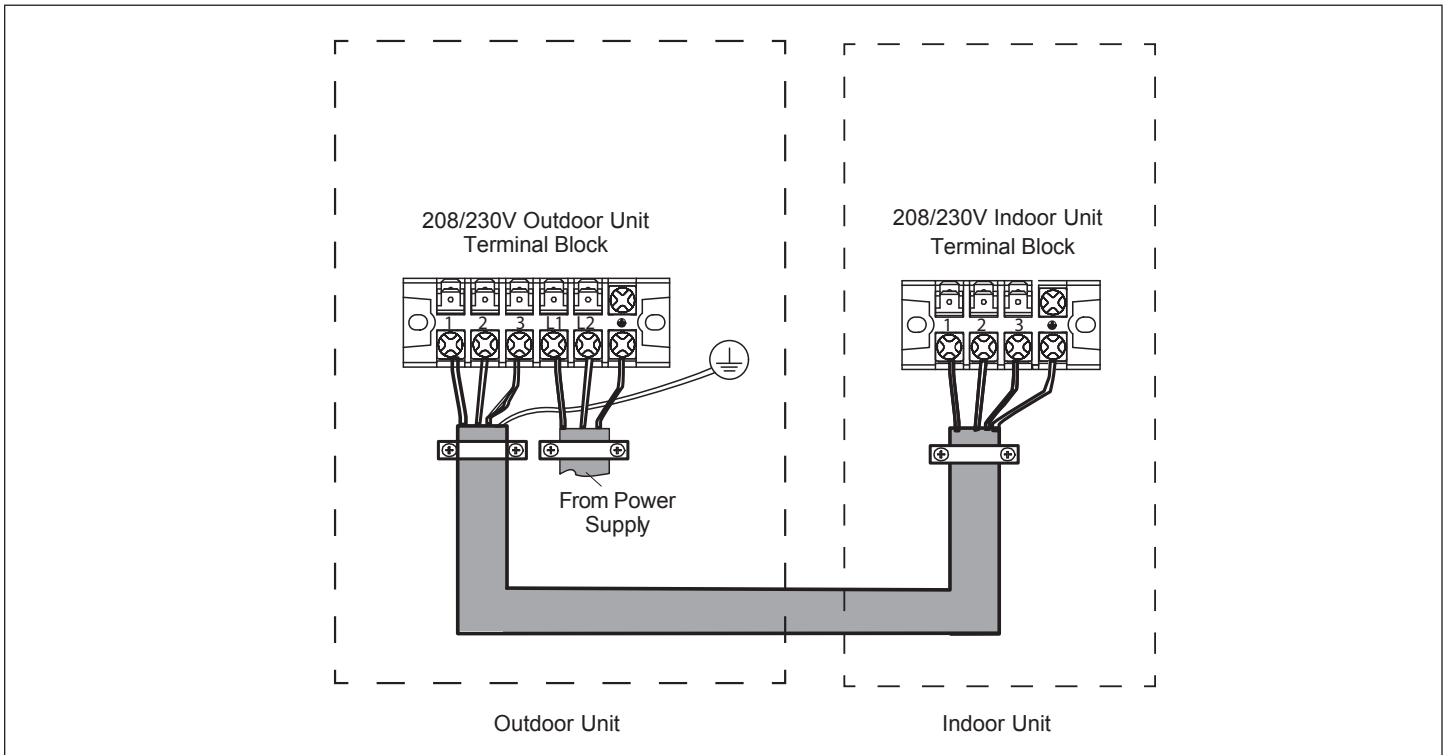 208/230V Outdoor Unit
Terminal Block
1 2 3 L1 L2
208/230V Indoor Unit
Terminal Block
1 2 3
From Power
Supply
Outdoor Unit
Indoor Unit